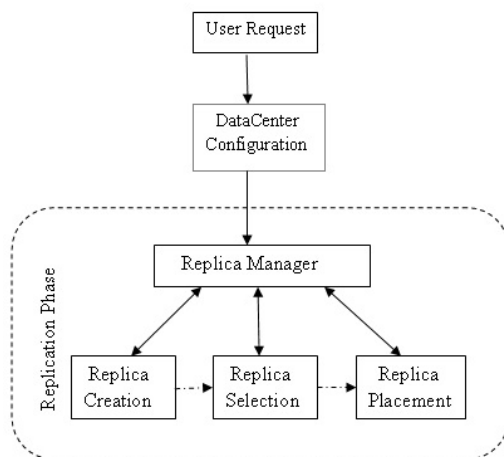 User Request
DataCenter
Configuration
Replica Manager
Replication Phase
Replica
Creation
Replica
Selection
Replica
Placement